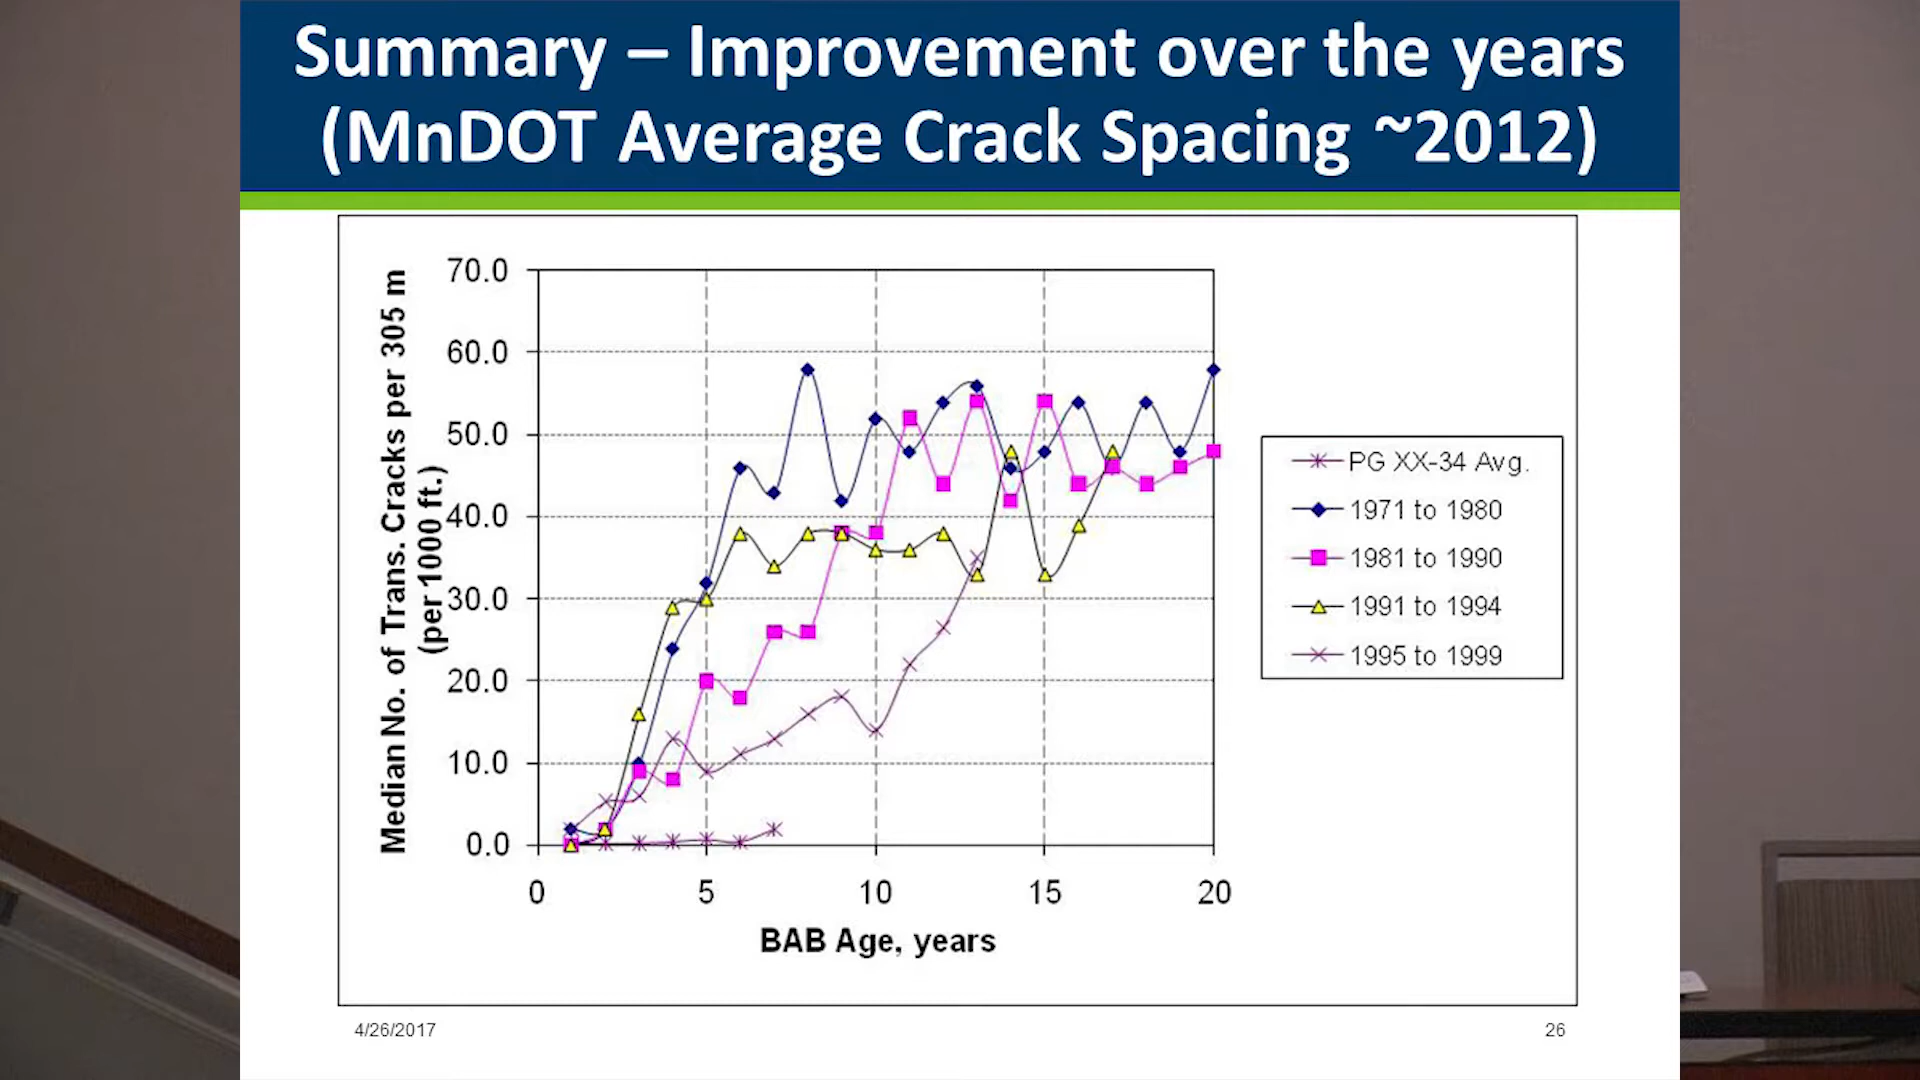 Summary – Improvement over the years
(MnDOT Average Crack Spacing ~2012)
Median No. of Trans. Cracks per 305 m
(per 1000 ft.)
70.0
60.0
50.0
40.0
30.0
20.0
10.0
0.0
0
5
10
15
20
BAB Age, years
PG XX-34 Avg.
1971 to 1980
1981 to 1990
1991 to 1994
1995 to 1999
4/26/2017
26